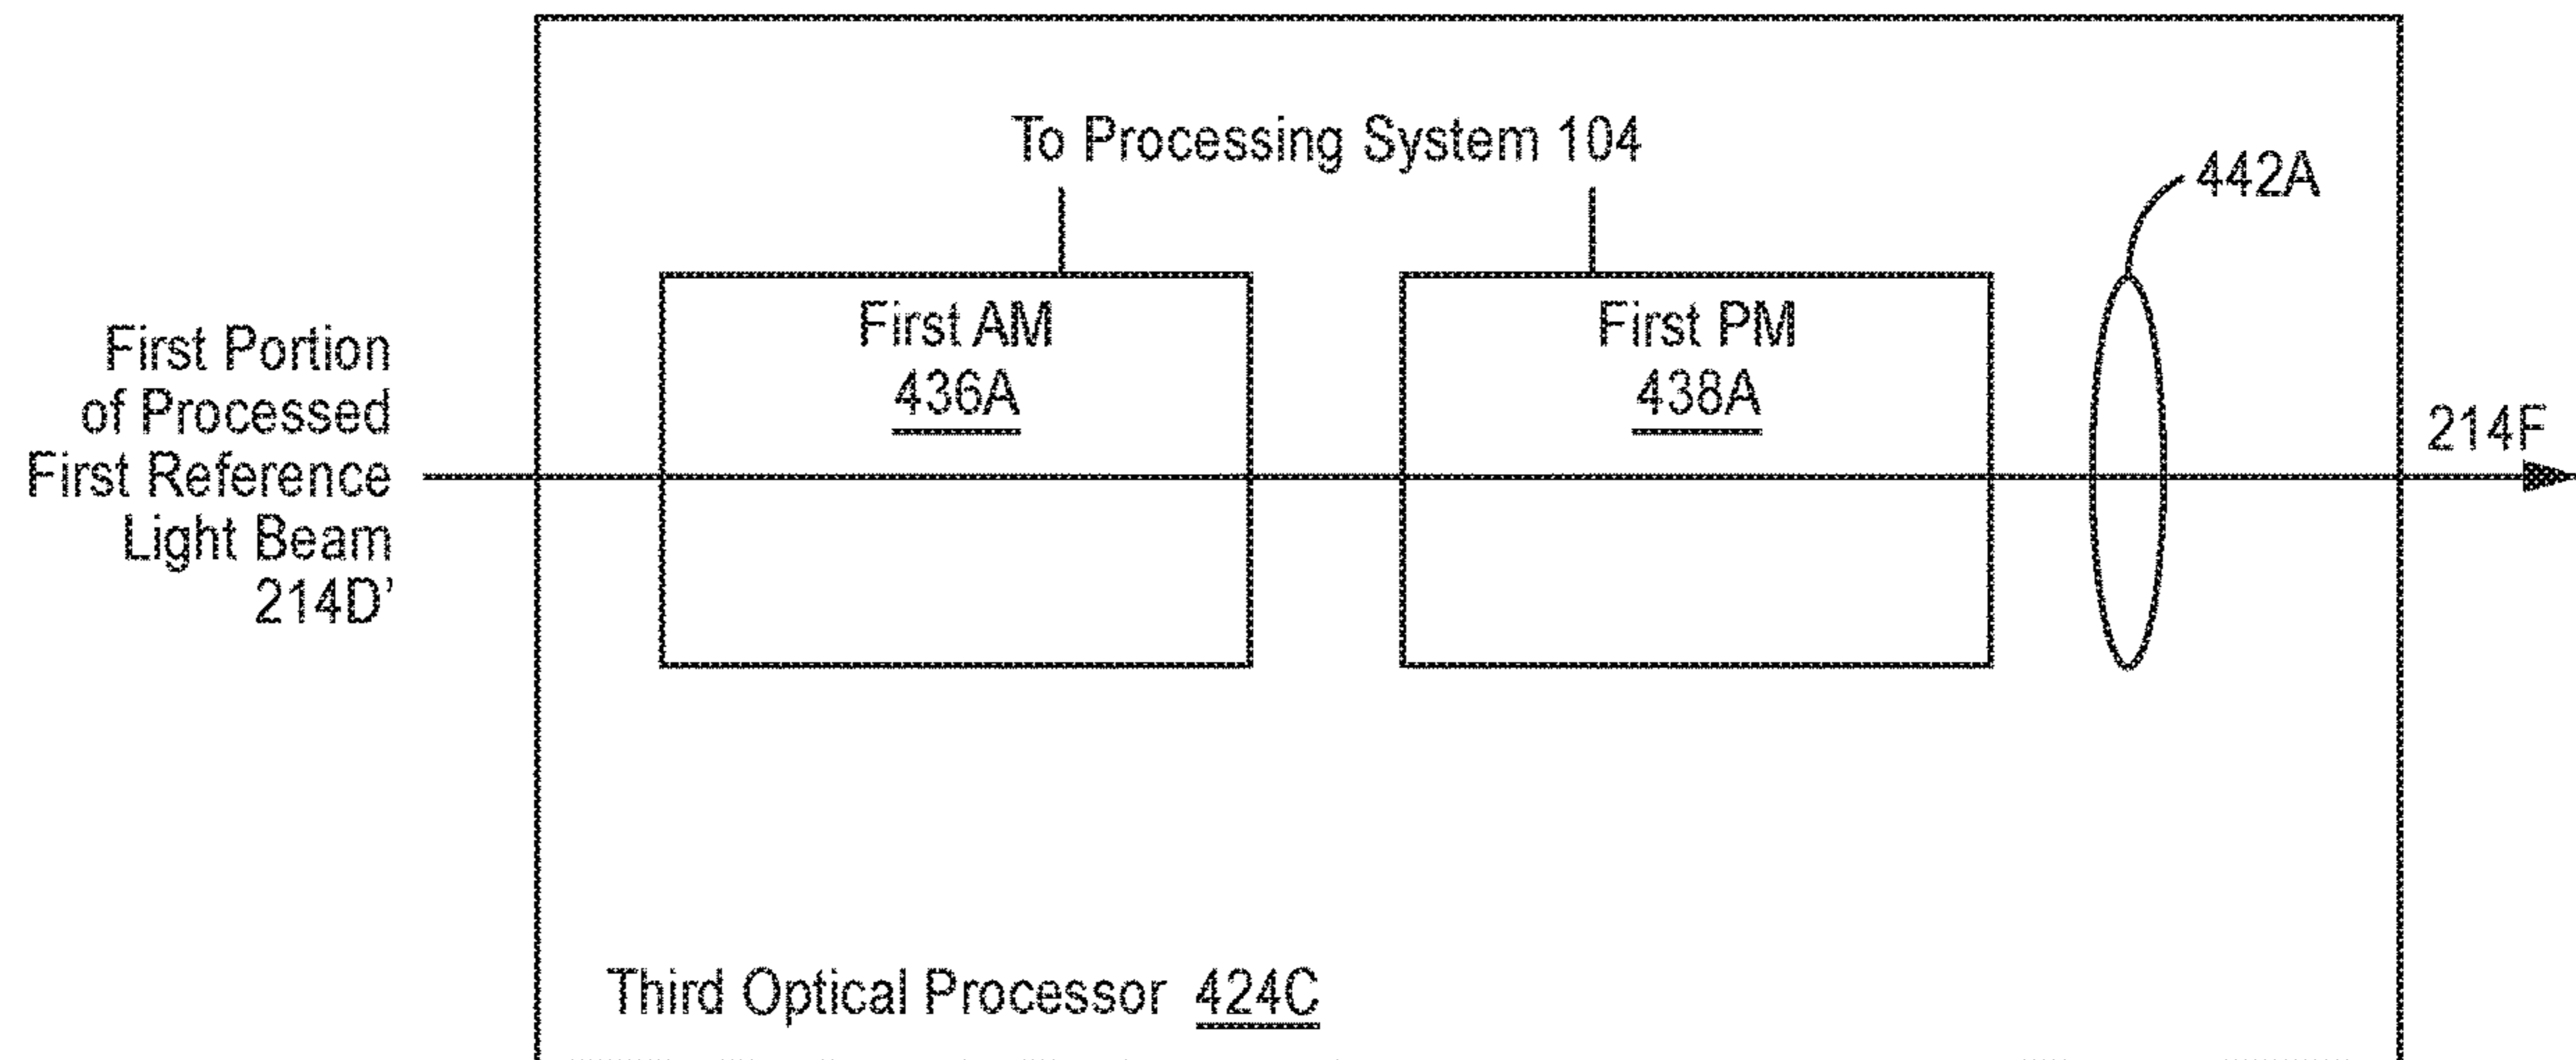 To Processing System 104
442A
First AM
436A
First PM
438A
First Portion
of Processed
First Reference
Light Beam
214D'
214F
Third Optical Processor 424C